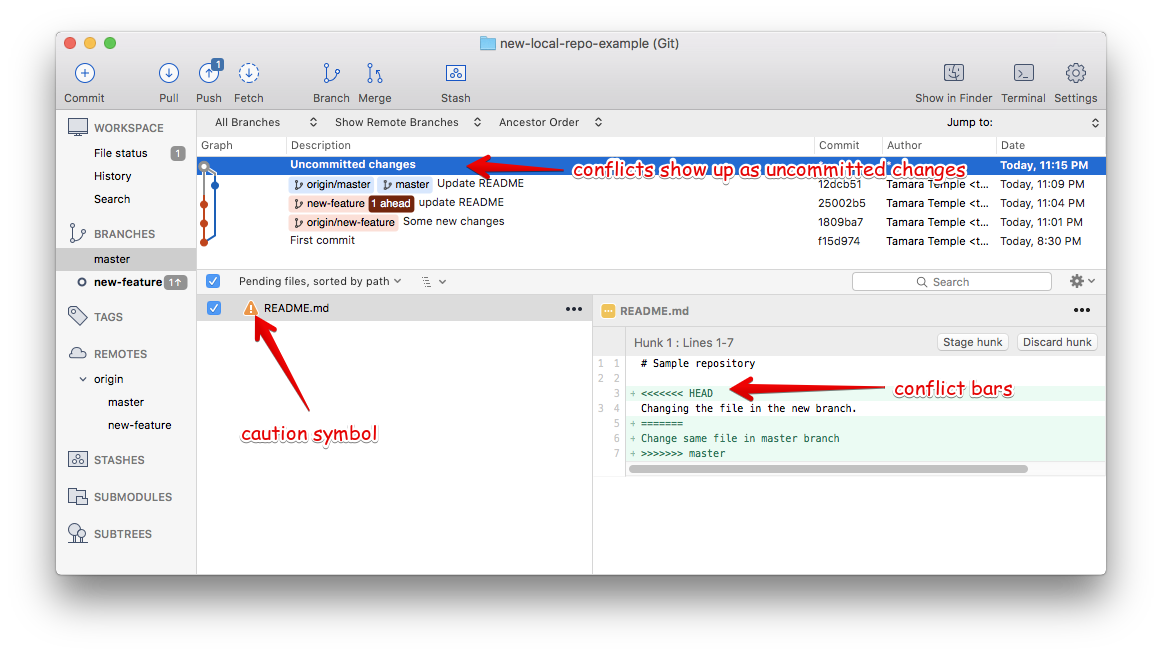 new-local-repo-example (Git)
1
Commit Pull Push Fetch Branch Merge Stash Show in Finder Terminal Settings
WORKSPACE
File status 1
History
Search
BRANCHES
master
new-feature 1↑
TAGS
REMOTES
origin
master
new-feature
STASHES
SUBMODULES
SUBTREES
All Branches Show Remote Branches Ancestor Order Jump to:
Graph Description Commit Author Date
Uncommitted changes Today, 11:15 PM
conflicts show up as uncommitted changes
origin/master master Update README 12dcb51 Tamara Temple <t... Today, 11:09 PM
new-feature 1 ahead update README 25002b5 Tamara Temple <t... Today, 11:04 PM
origin/new-feature Some new changes 1809ba7 Tamara Temple <t... Today, 11:01 PM
First commit f15d974 Tamara Temple <t... Today, 8:30 PM
Pending files, sorted by path Search
README.md •••
caution symbol
README.md •••
Hunk 1 : Lines 1-7 Stage hunk Discard hunk
1 1 # Sample repository
2 2
3 + <<<<<<< HEAD
conflict bars
3 4 Changing the file in the new branch.
5 + =======
6 + Change same file in master branch
7 + >>>>>>> master